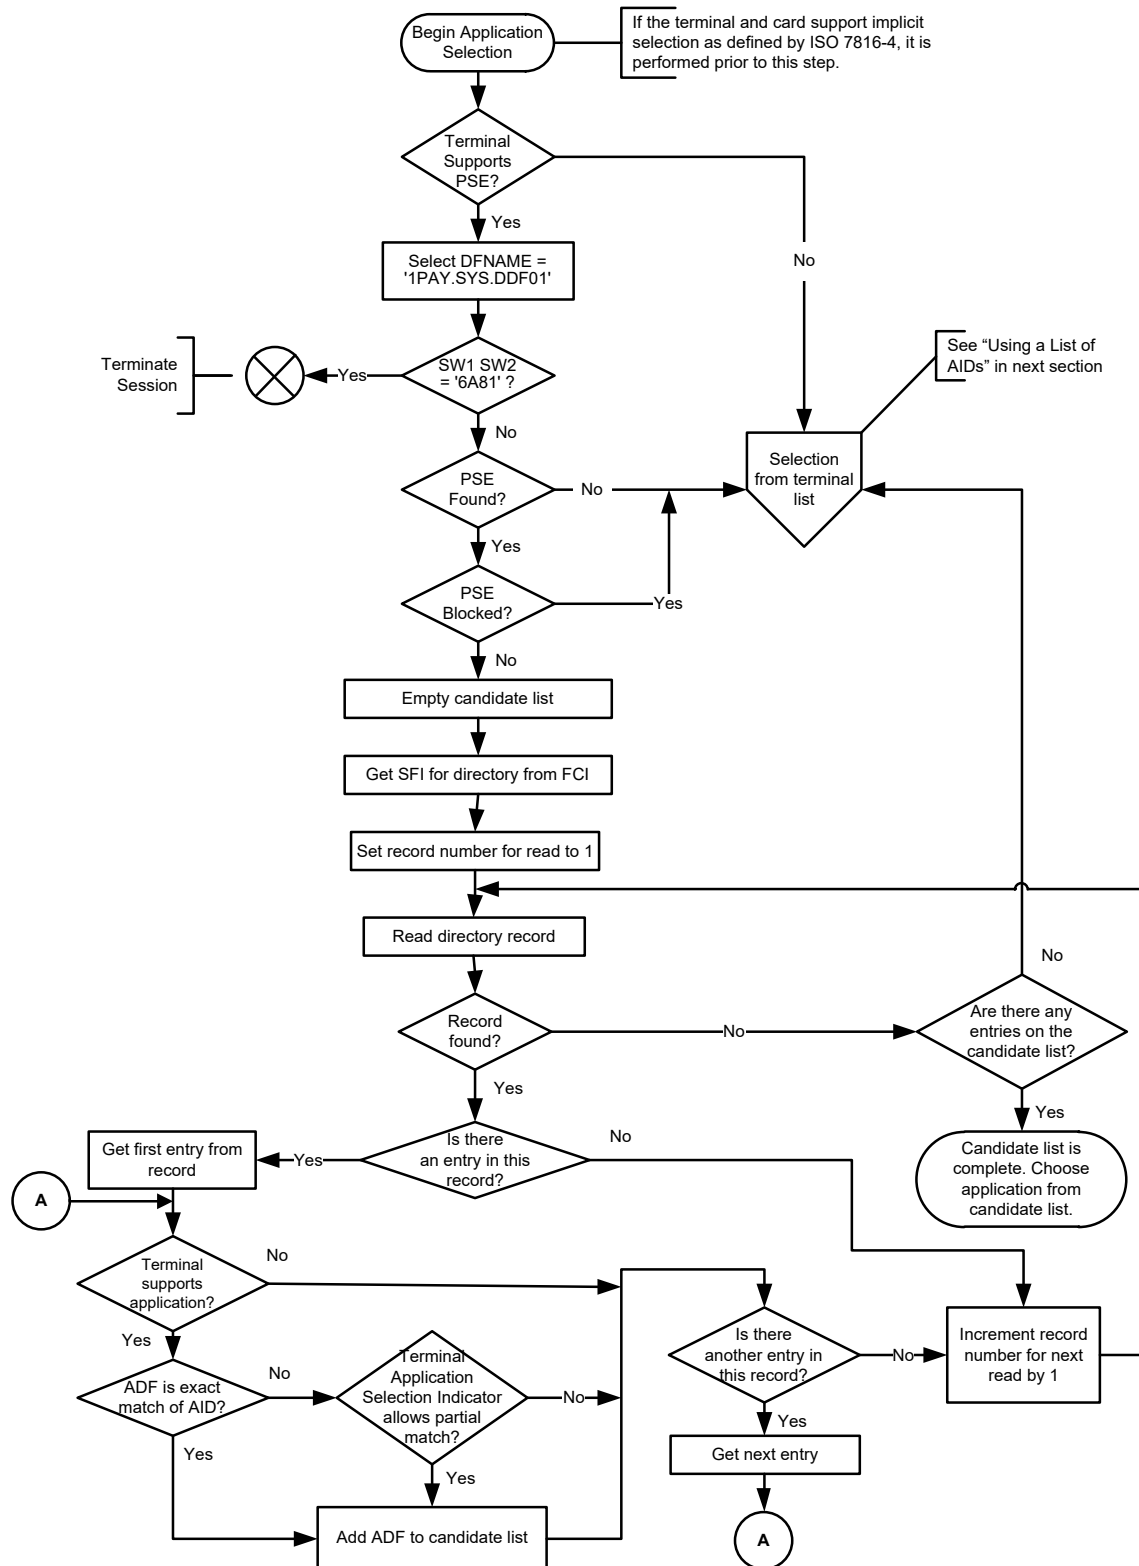 Begin Application
Selection
If the terminal and card support implicit
selection as defined by ISO 7816-4, it is
performed prior to this step.
Terminal
Supports
PSE?
Yes
No
Select DFNAME =
'1PAY.SYS.DDF01'
Terminate
Session
Yes
SW1 SW2
= '6A81' ?
See “Using a List of
AIDs” in next section
No
PSE
Found?
No
Selection
from terminal
list
Yes
PSE
Blocked?
Yes
No
Empty candidate list
Get SFI for directory from FCI
Set record number for read to 1
Read directory record
No
Record
found?
No
Are there any
entries on the
candidate list?
Yes
Yes
Get first entry from
record
Yes
Is there
an entry in this
record?
No
Candidate list is
complete. Choose
application from
candidate list.
A
Terminal
supports
application?
No
Yes
ADF is exact
match of AID?
No
Terminal
Application
Selection Indicator
allows partial
match?
No
Is there
another entry in
this record?
No
Increment record
number for next
read by 1
Yes
Yes
Yes
Get next entry
Add ADF to candidate list
A